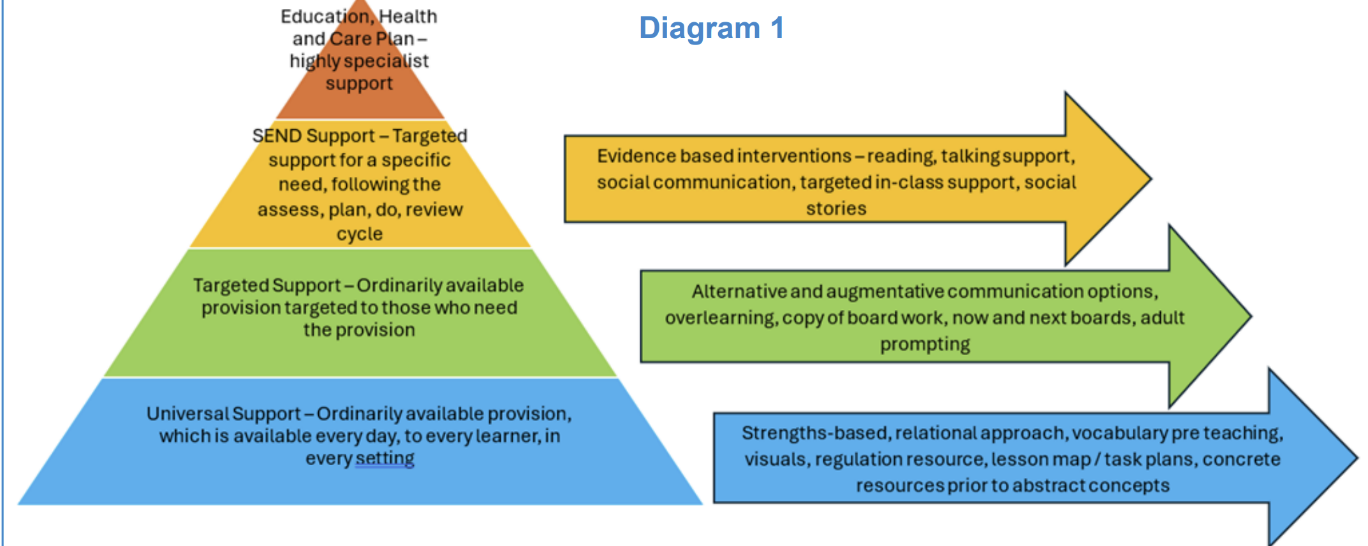 Diagram 1
Education, Health
and Care Plan –
highly specialist
support
SEND Support – Targeted
support for a specific
need, following the
assess, plan, do, review
cycle
Evidence based interventions – reading, talking support,
social communication, targeted in-class support, social
stories
Targeted Support – Ordinarily available
provision targeted to those who need
the provision
Alternative and augmentative communication options,
overlearning, copy of board work, now and next boards, adult
prompting
Universal Support – Ordinarily available provision,
which is available every day, to every learner, in
every setting
Strengths-based, relational approach, vocabulary pre teaching,
visuals, regulation resource, lesson map / task plans, concrete
resources prior to abstract concepts